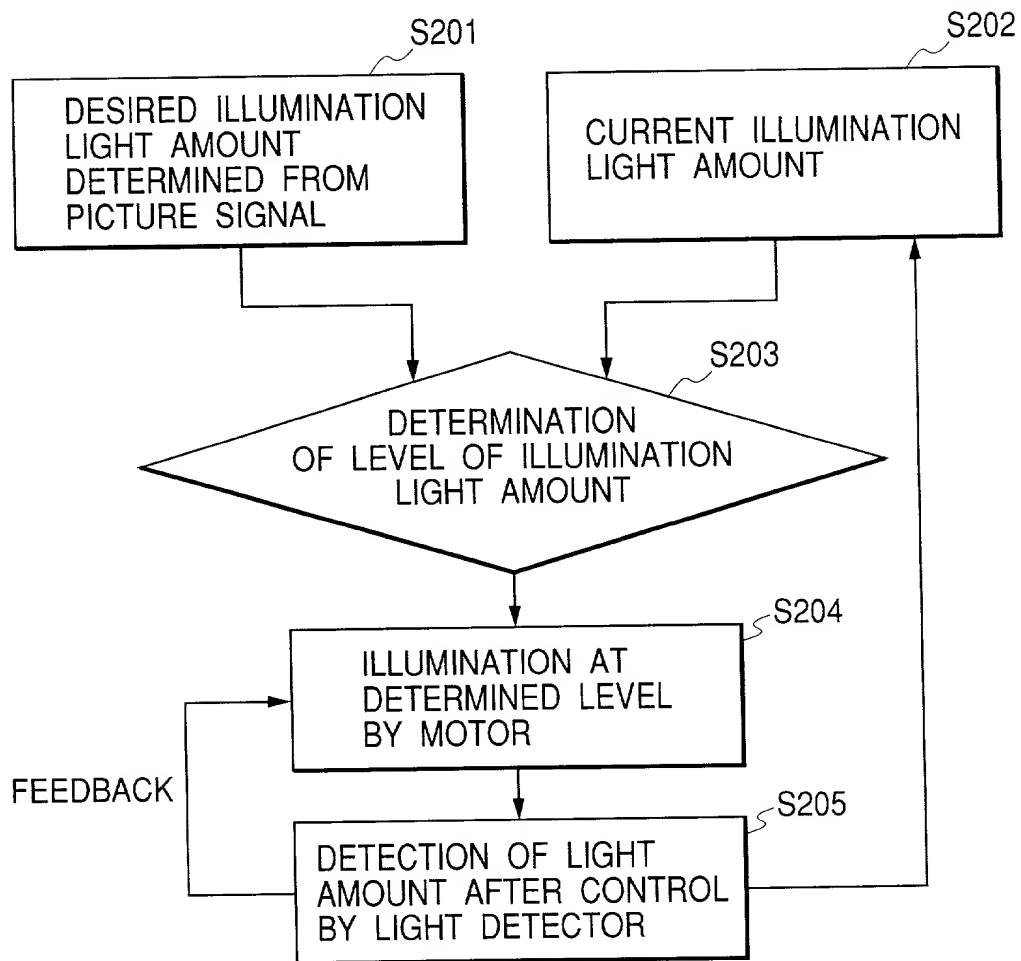 S201
DESIRED ILLUMINATION
LIGHT AMOUNT
DETERMINED FROM
PICTURE SIGNAL
S202
CURRENT ILLUMINATION
LIGHT AMOUNT
S203
DETERMINATION
OF LEVEL OF ILLUMINATION
LIGHT AMOUNT
S204
ILLUMINATION AT
DETERMINED LEVEL
BY MOTOR
FEEDBACK
S205
DETECTION OF LIGHT
AMOUNT AFTER CONTROL
BY LIGHT DETECTOR